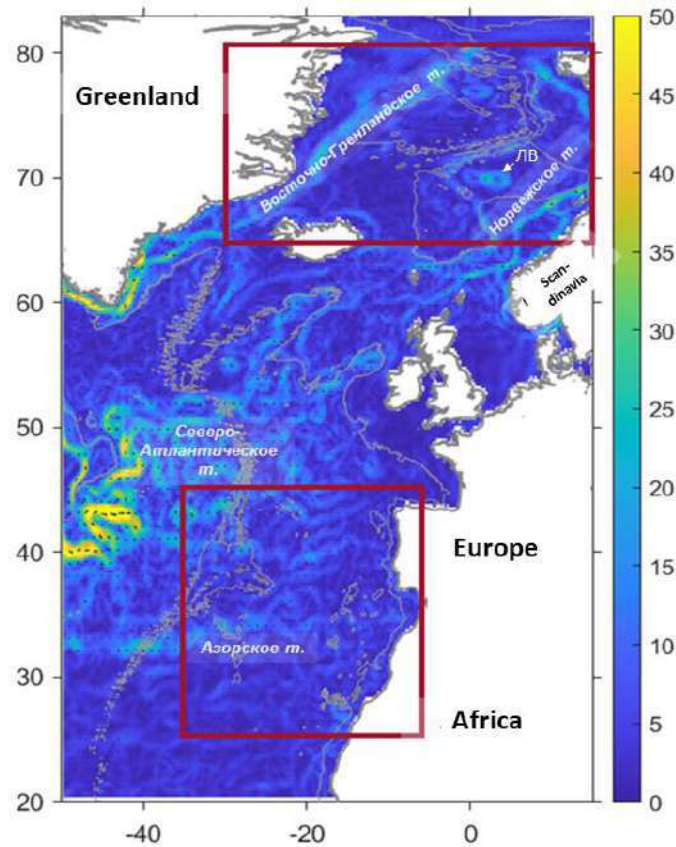 80
70
60
50
40
30
20
-40
-20
0
50
45
40
35
30
25
20
15
10
5
0
Greenland
Восточно-Гренландское т.
ЛВ
Норвежское т.
Scan-
dinavia
Северо-
Атлантическое
т.
Europe
Азорское т.
Africa